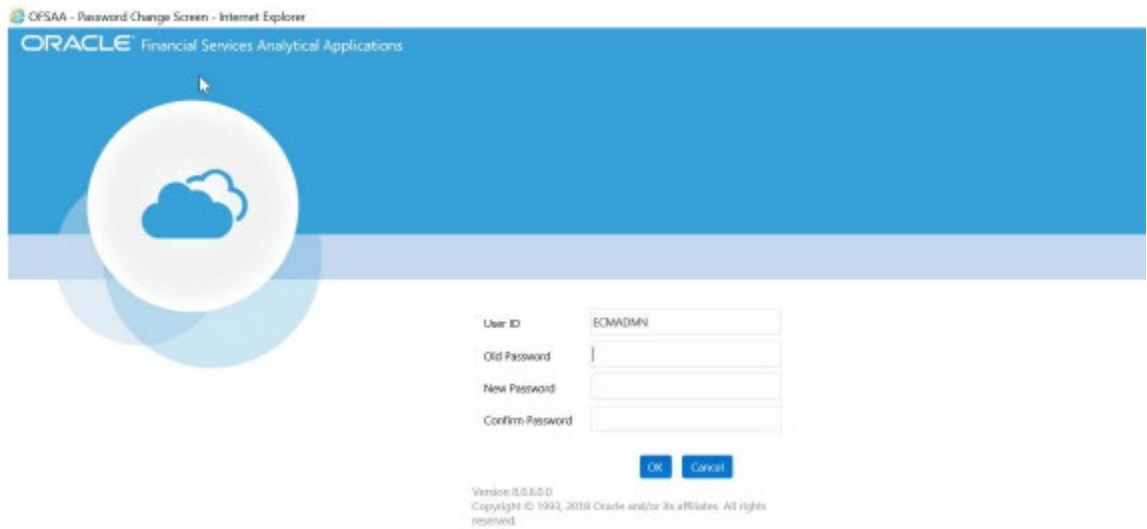 OFSAA - Password Change Screen - Internet Explorer
ORACLE Financial Services Analytical Applications
User ID ECMADMN
Old Password
New Password
Confirm Password
OK Cancel
Version 8.0.6.0.0
Copyright © 1993, 2018 Oracle and/or its affiliates. All rights
reserved.